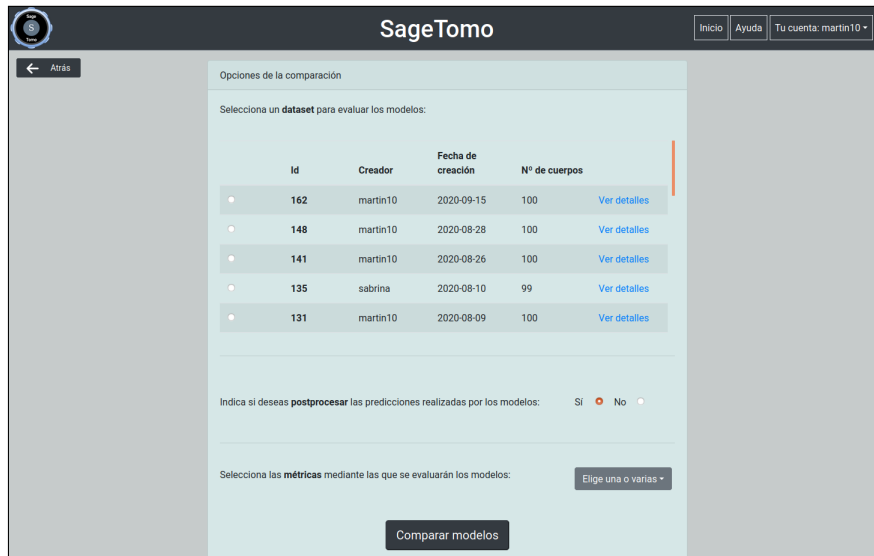 Sage
S
Tomo
SageTomo
Inicio Ayuda Tu cuenta: martin10
Atrás
Opciones de la comparación
Selecciona un dataset para evaluar los modelos:
Id Creador Fecha de creación Nº de cuerpos
162 martin10 2020-09-15 100 Ver detalles
148 martin10 2020-08-28 100 Ver detalles
141 martin10 2020-08-26 100 Ver detalles
135 sabrina 2020-08-10 99 Ver detalles
131 martin10 2020-08-09 100 Ver detalles
Indica si deseas postprocesar las predicciones realizadas por los modelos: Sí No
Selecciona las métricas mediante las que se evaluarán los modelos: Elige una o varias
Comparar modelos